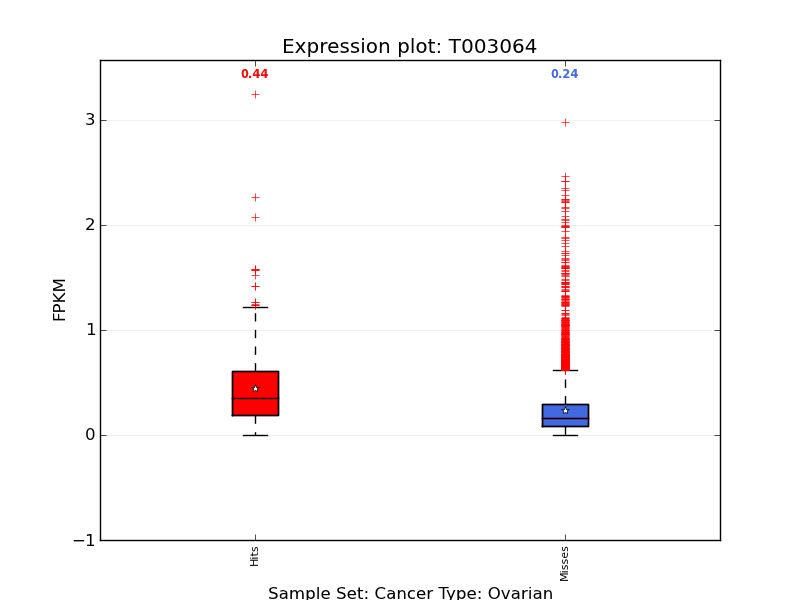 Expression plot: T003064
0.44
0.24
3
2
1
0
−1
FPKM
Hits
Misses
Sample Set: Cancer Type: Ovarian